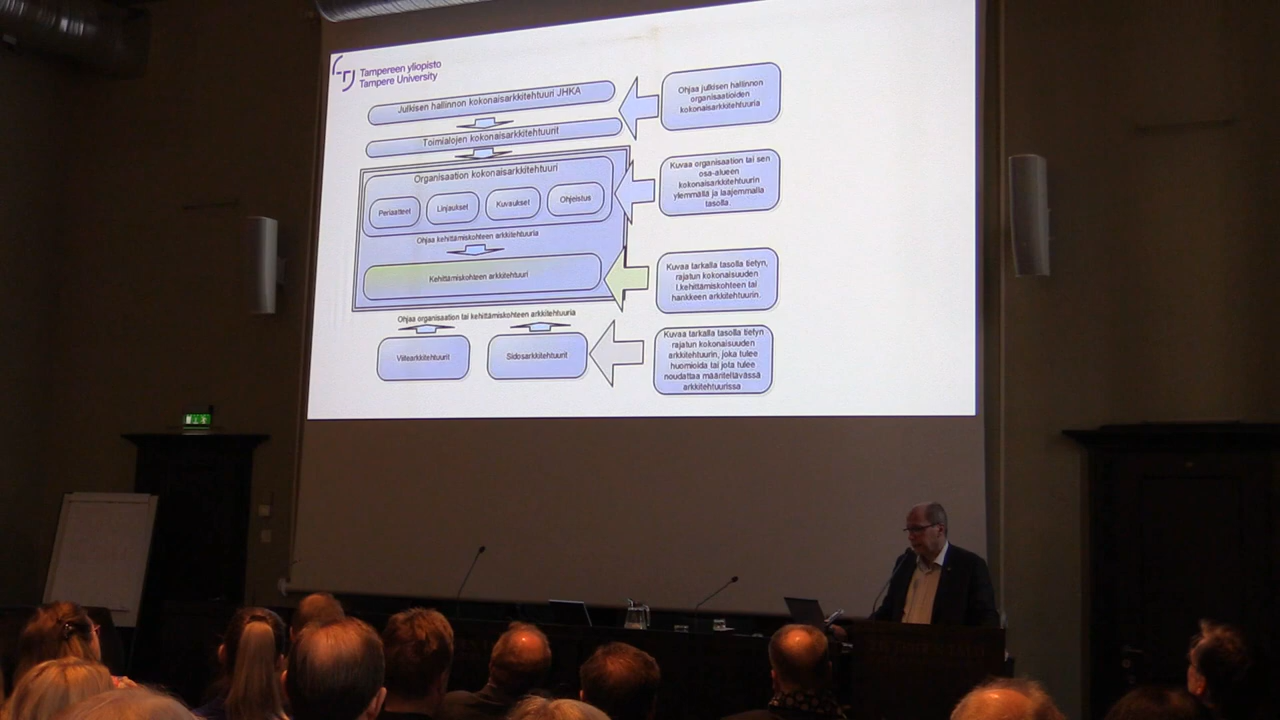 Tampereen yliopisto
Tampere University
Julkisen hallinnon kokonaisarkkitehtuuri JHKA
Ohjaa julkisen hallinnon
organisaatioiden
kokonaisarkkitehtuuria
Toimialojen kokonaisarkkitehtuurit
Organisaation kokonaisarkkitehtuuri
Periaatteet
Linjaukset
Kuvaukset
Ohjeistus
Kuvaa organisaation tai sen
osa-alueen
kokonaisarkkitehtuurin
ylemmällä ja laajemmalla
tasolla.
Ohjaa kehittämiskohteen arkkitehtuuria
Kehittämiskohteen arkkitehtuuri
Kuvaa tarkalla tasolla tietyn,
rajatun kokonaisuuden
l.kehittämiskohteen tai
hankkeen arkkitehtuurin.
Ohjaa organisaation tai kehittämiskohteen arkkitehtuuria
Viitearkkitehtuurit
Sidosarkkitehtuurit
Kuvaa tarkalla tasolla tietyn
rajatun kokonaisuuden
arkkitehtuurin, joka tulee
huomioida tai jota tulee
noudattaa määriteltävässä
arkkitehtuurissa